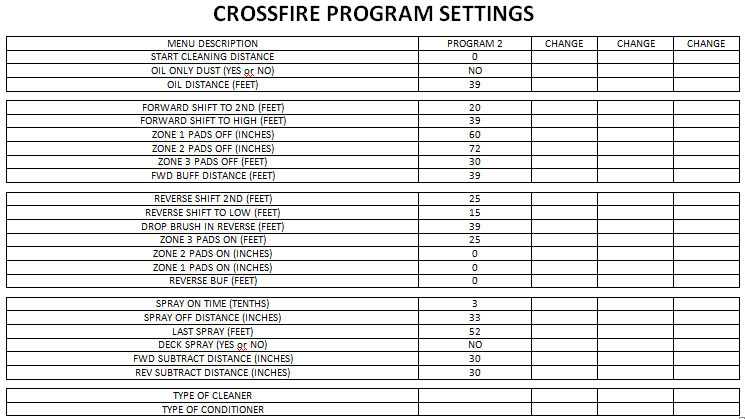 CROSSFIRE PROGRAM SETTINGS
MENU DESCRIPTION PROGRAM 2 CHANGE CHANGE CHANGE
START CLEANING DISTANCE 0
OIL ONLY DUST (YES or NO) NO
OIL DISTANCE (FEET) 39
FORWARD SHIFT TO 2ND (FEET) 20
FORWARD SHIFT TO HIGH (FEET) 39
ZONE 1 PADS OFF (INCHES) 60
ZONE 2 PADS OFF (INCHES) 72
ZONE 3 PADS OFF (FEET) 30
FWD BUFF DISTANCE (FEET) 39
REVERSE SHIFT 2ND (FEET) 25
REVERSE SHIFT TO LOW (FEET) 15
DROP BRUSH IN REVERSE (FEET) 39
ZONE 3 PADS ON (FEET) 25
ZONE 2 PADS ON (INCHES) 0
ZONE 1 PADS ON (INCHES) 0
REVERSE BUF (FEET) 0
SPRAY ON TIME (TENTHS) 3
SPRAY OFF DISTANCE (INCHES) 33
LAST SPRAY (FEET) 52
DECK SPRAY (YES or NO) NO
FWD SUBTRACT DISTANCE (INCHES) 30
REV SUBTRACT DISTANCE (INCHES) 30
TYPE OF CLEANER
TYPE OF CONDITIONER